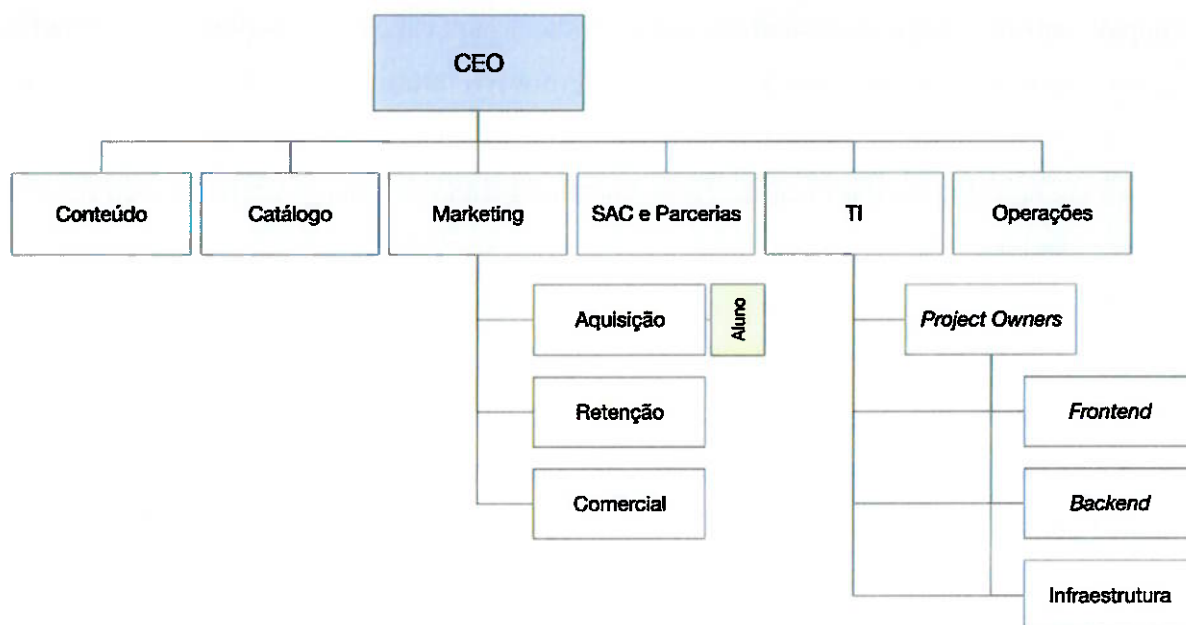 CEO
Conteúdo
Catálogo
Marketing
SAC e Parcerias
TI
Operações
Aquisição
Aluno
Project Owners
Retenção
Frontend
Comercial
Backend
Infraestrutura